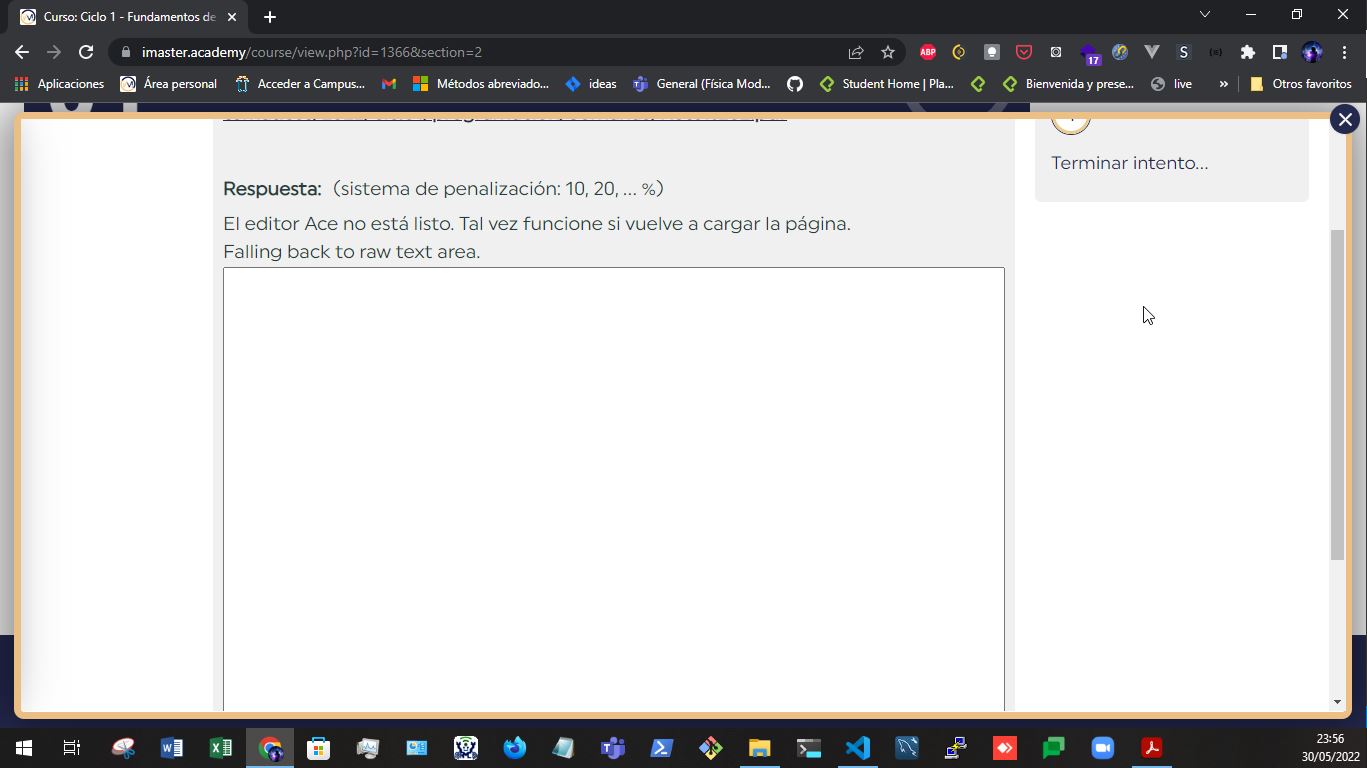 Curso: Ciclo 1 - Fundamentos de
imaster.academy/course/view.php?id=1366&section=2
ABP
17
S
Aplicaciones
Área personal
Acceder a Campus...
Métodos abreviado...
ideas
General (Física Mod...
Student Home | Pla...
Bienvenida y prese...
live
»
Otros favoritos
Terminar intento...
Respuesta: (sistema de penalización: 10, 20, ... %)
El editor Ace no está listo. Tal vez funcione si vuelve a cargar la página.
Falling back to raw text area.
23:56
30/05/2022